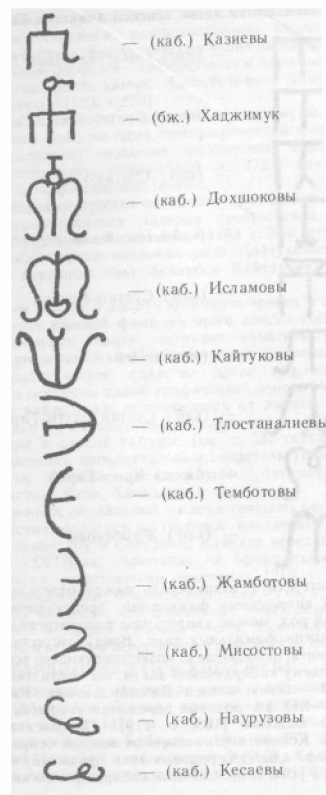 — (каб.) Казиевы
— (бж.) Хаджимук
— (каб.) Дохшоковы
— (каб.) Исламовы
— (каб.) Кайтуковы
— (каб.) Тлостаналиевы
— (каб.) Темботовы
— (каб.) Жамботовы
— (каб.) Мисостовы
— (каб.) Наурузовы
— (каб.) Кесаевы